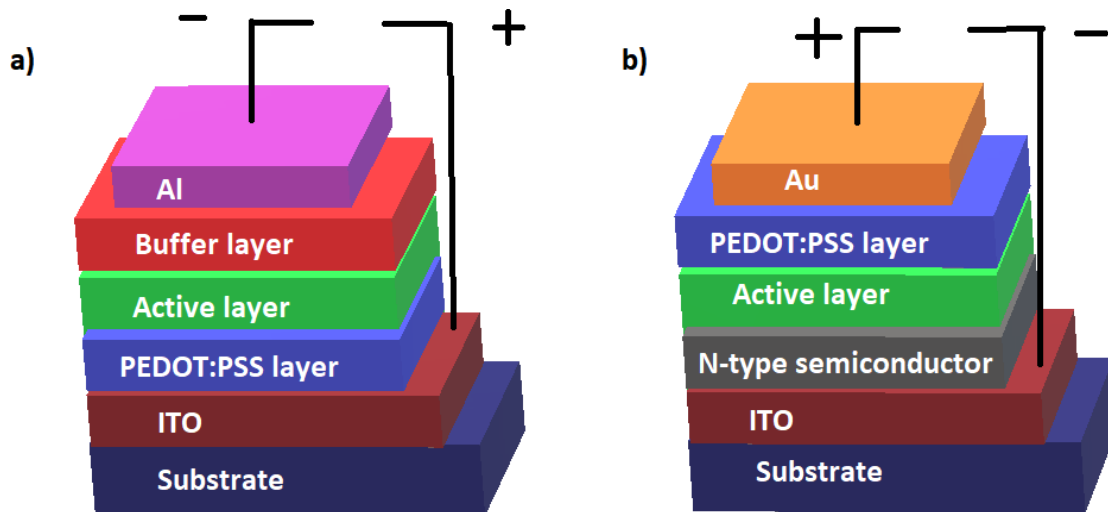 a)
- +
Al
Buffer layer
Active layer
PEDOT:PSS layer
ITO
Substrate
b)
+ -
Au
PEDOT:PSS layer
Active layer
N-type semiconductor
ITO
Substrate